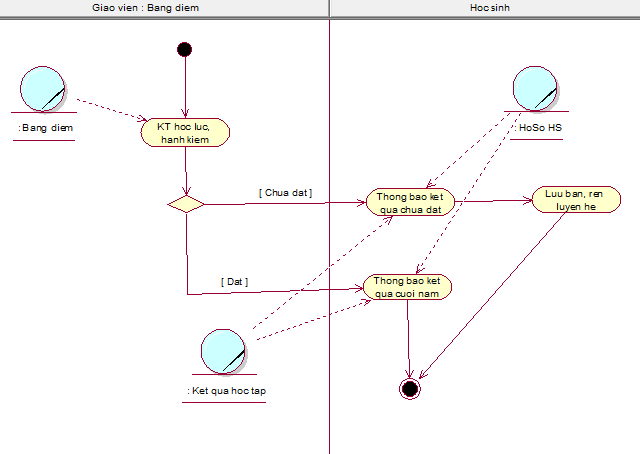 Giao vien : Bang diem
Hoc sinh
: Bang diem
KT hoc luc,
hanh kiem
: HoSo HS
[ Chua dat ]
Thong bao ket
qua chua dat
Luu ban, ren
luyen he
[ Dat ]
Thong bao ket
qua cuoi nam
: Ket qua hoc tap